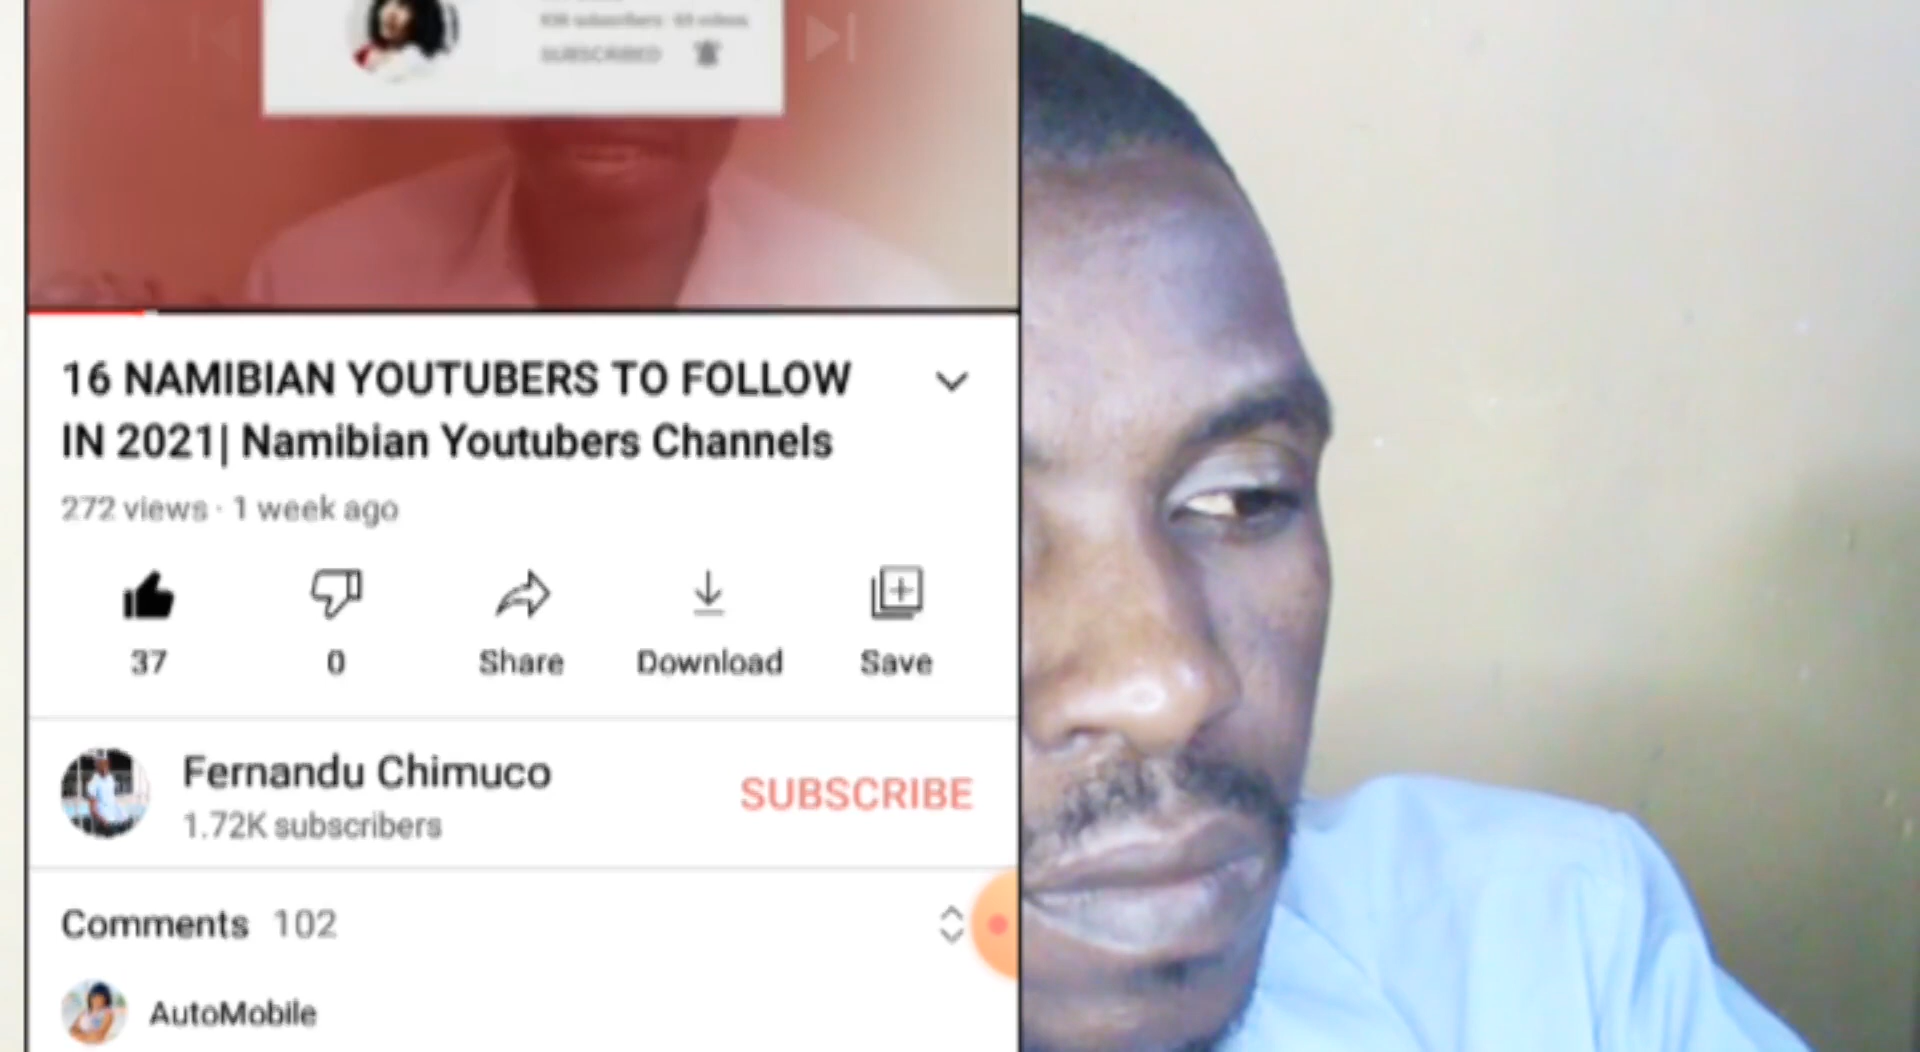 SUBSCRIBED
16 NAMIBIAN YOUTUBERS TO FOLLOW
IN 2021| Namibian Youtubers Channels
272 views · 1 week ago
37
0
Share
Download
Save
Fernandu Chimuco
1.72K subscribers
SUBSCRIBE
Comments 102
AutoMobile